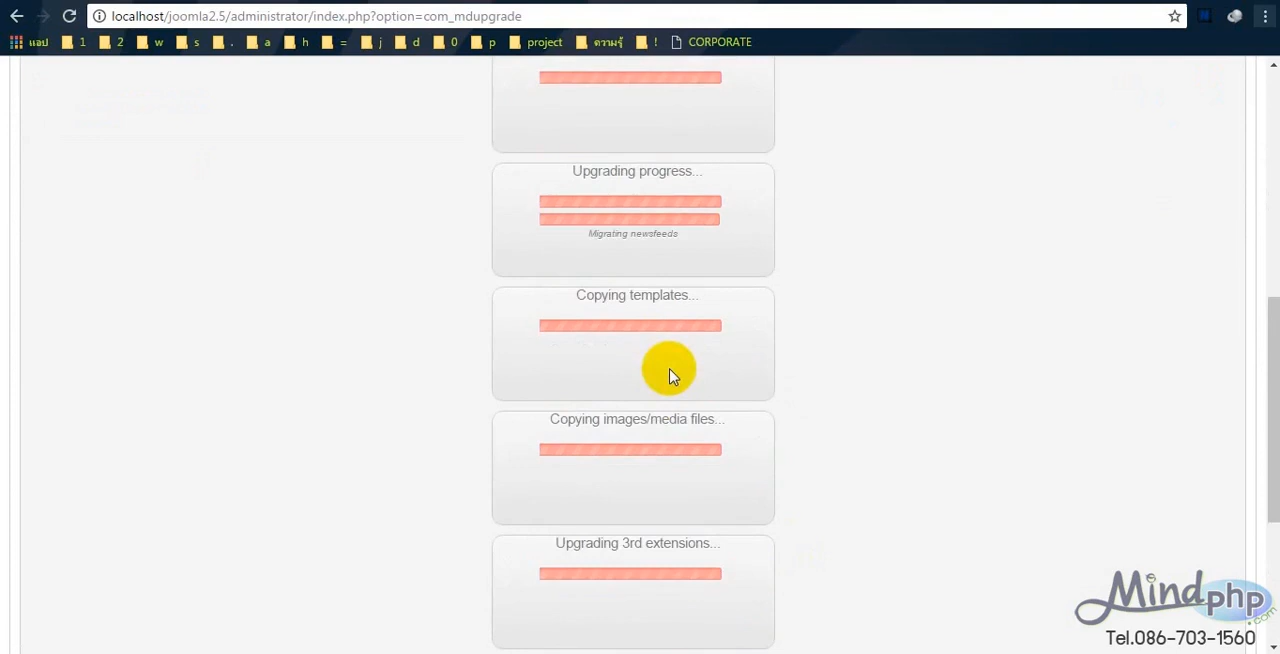 localhost/joomla2.5/administrator/index.php?option=com_mdupgrade
แอป 1 2 w s . a h = j d 0 p project ความรู้ ! CORPORATE
Upgrading progress...
Migrating newsfeeds
Copying templates...
Copying images/media files...
Upgrading 3rd extensions...
Mindphp.com
Tel.086-703-1560